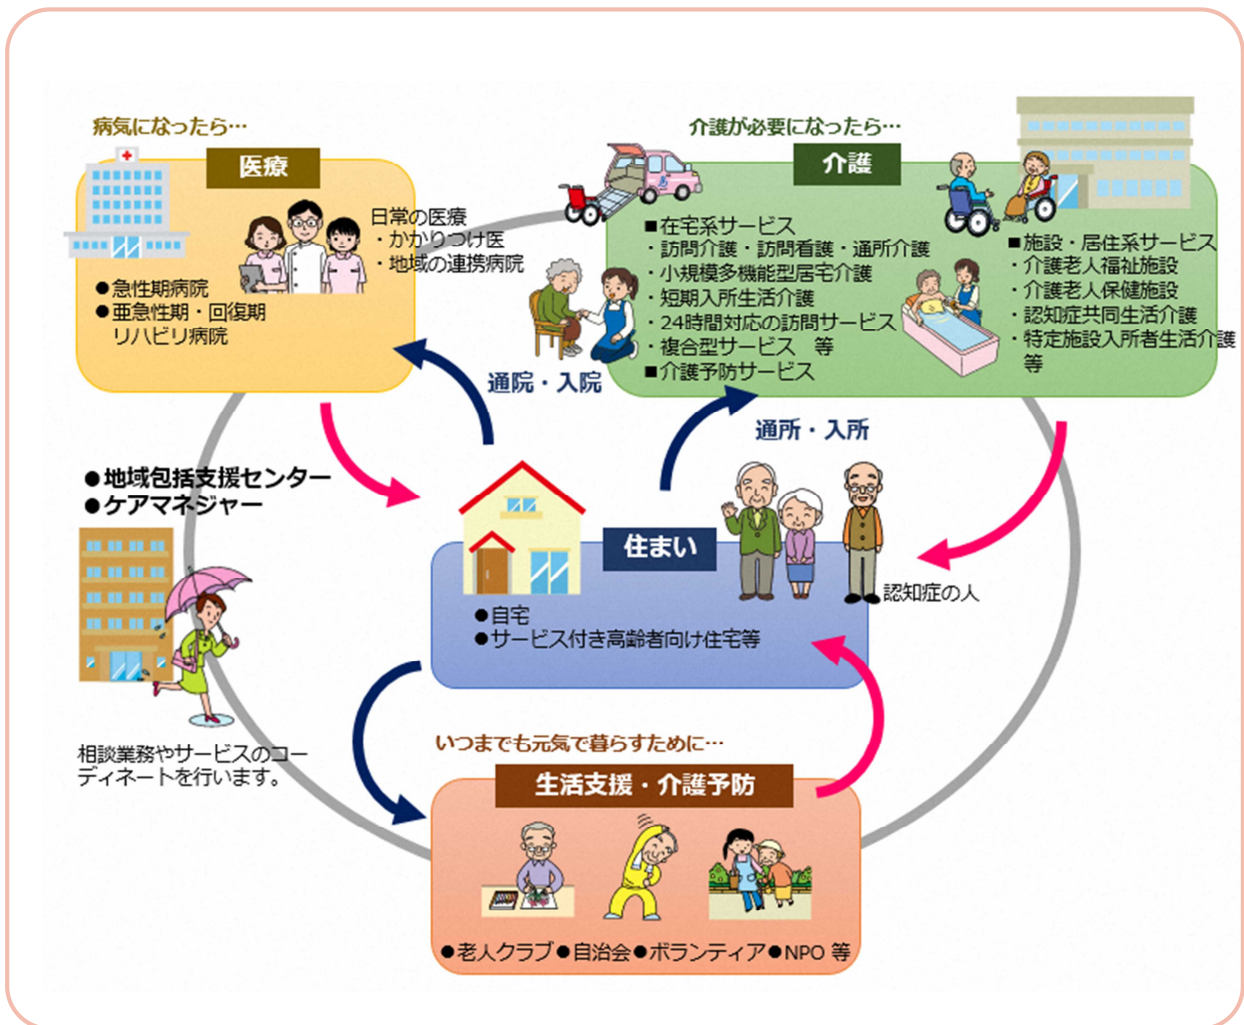 病気になったら…
医療
日常の医療
・かかりつけ医
・地域の連携病院
●急性期病院
●亜急性期・回復期
リハビリ病院
介護が必要になったら…
介護
■在宅系サービス
・訪問介護・訪問看護・通所介護
・小規模多機能型居宅介護
・短期入所生活介護
・24時間対応の訪問サービス
・複合型サービス 等
■介護予防サービス
■施設・居住系サービス
・介護老人福祉施設
・介護老人保健施設
・認知症共同生活介護
・特定施設入所者生活介護
等
通院・入院
通所・入所
●地域包括支援センター
●ケアマネジャー
相談業務やサービスのコー
ディネートを行います。
住まい
●自宅
●サービス付き高齢者向け住宅等
認知症の人
いつまでも元気で暮らすために…
生活支援・介護予防
●老人クラブ●自治会●ボランティア●NPO 等